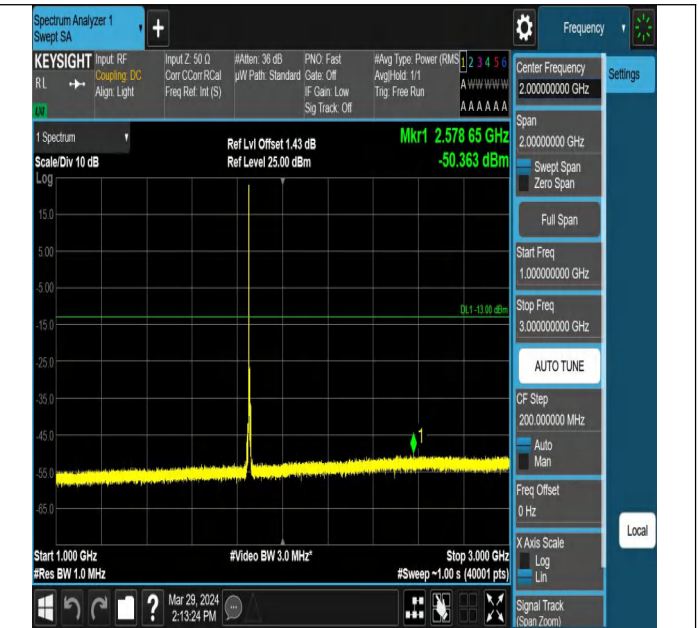 Spectrum Analyzer 1
Swept SA
+
Frequency
KEYSIGHT
RL
Input: RF
Coupling: DC
Align: Light
Input Z: 50 Ω
Corr CCorr RCal
Freq Ref: Int (S)
#Atten: 36 dB
µW Path: Standard
PNO: Fast
Gate: Off
IF Gain: Low
Sig Track: Off
#Avg Type: Power (RMS
Avg|Hold: 1/1
Trig: Free Run
1 2 3 4 5 6
A W W W W W
A A A A A A
1 Spectrum
Scale/Div 10 dB
Log
Ref Lvl Offset 1.43 dB
Ref Level 25.00 dBm
Mkr1 2.578 65 GHz
-50.363 dBm
15.0
5.00
-5.00
DL1 -13.00 dBm
-15.0
-25.0
-35.0
-45.0
1
-55.0
-65.0
Start 1.000 GHz
#Res BW 1.0 MHz
#Video BW 3.0 MHz*
Stop 3.000 GHz
#Sweep ~1.00 s (40001 pts)
Mar 29, 2024
2:13:24 PM
?
Center Frequency
2.000000000 GHz
Settings
Span
2.00000000 GHz
Swept Span
Zero Span
Full Span
Start Freq
1.000000000 GHz
Stop Freq
3.000000000 GHz
AUTO TUNE
CF Step
200.000000 MHz
Auto
Man
Freq Offset
0 Hz
X Axis Scale
Log
Lin
Local
Signal Track
(Span Zoom)